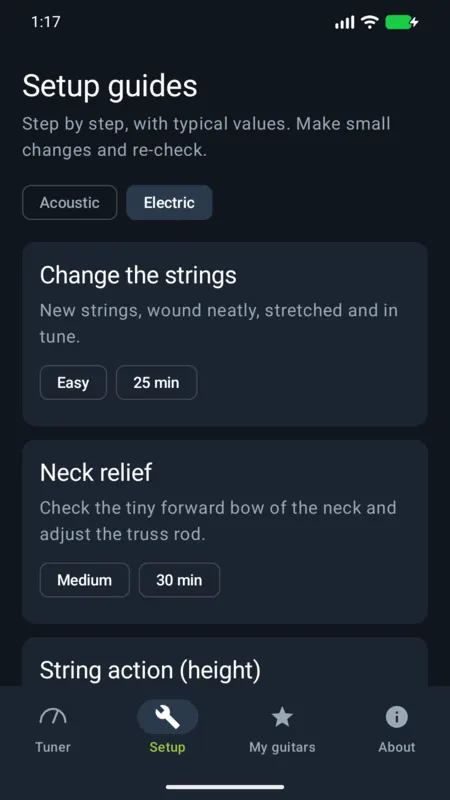 1:17
Setup guides
Step by step, with typical values. Make small
changes and re-check.
Acoustic
Electric
Change the strings
New strings, wound neatly, stretched and in
tune.
Easy
25 min
Neck relief
Check the tiny forward bow of the neck and
adjust the truss rod.
Medium
30 min
String action (height)
Tuner
Setup
My guitars
About